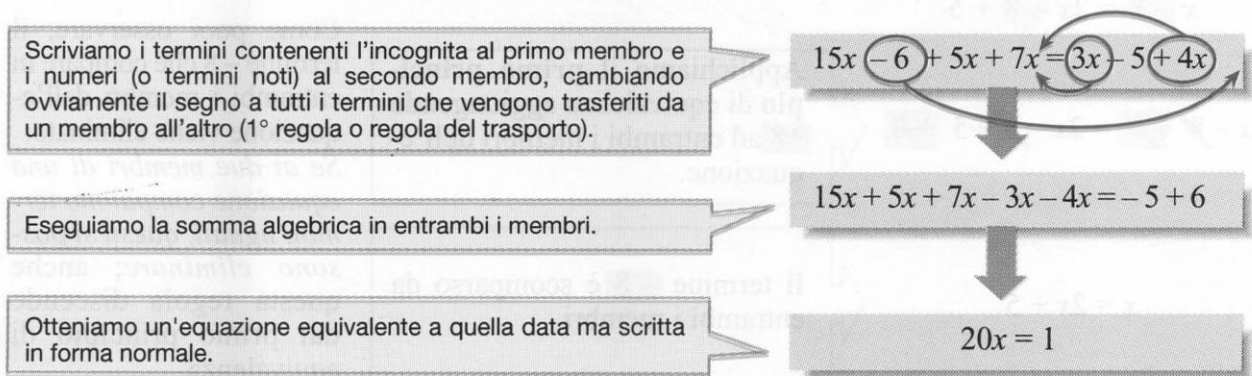 Scriviamo i termini contenenti l'incognita al primo membro e
i numeri (o termini noti) al secondo membro, cambiando
ovviamente il segno a tutti i termini che vengono trasferiti da
un membro all'altro (1° regola o regola del trasporto).
15x – 6 + 5x + 7x = 3x – 5 + 4x
Eseguiamo la somma algebrica in entrambi i membri.
15x + 5x + 7x – 3x – 4x = – 5 + 6
Otteniamo un'equazione equivalente a quella data ma scritta
in forma normale.
20x = 1